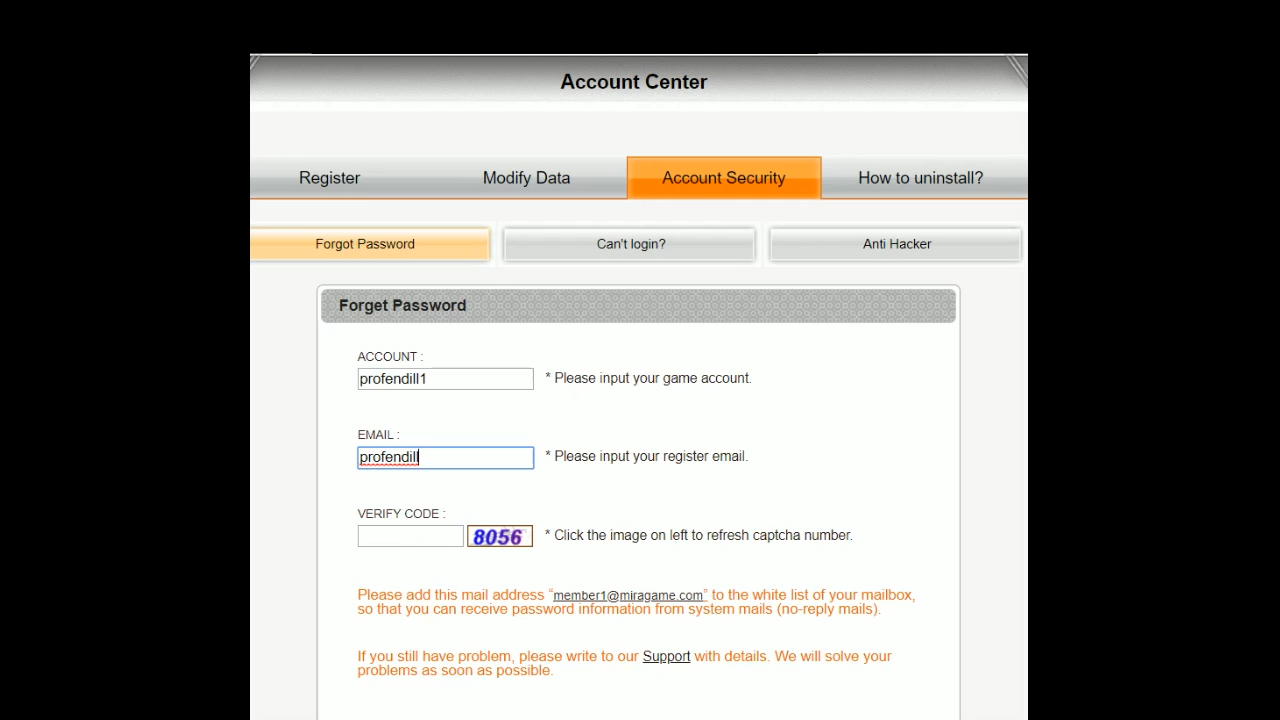 Account Center
Register Modify Data Account Security How to uninstall?
Forgot Password Can't login? Anti Hacker
Forget Password
ACCOUNT :
profendill1 * Please input your game account.
EMAIL :
profendill * Please input your register email.
VERIFY CODE :
8056 * Click the image on left to refresh captcha number.
Please add this mail address “member1@miragame.com” to the white list of your mailbox,
so that you can receive password information from system mails (no-reply mails).
If you still have problem, please write to our Support with details. We will solve your
problems as soon as possible.